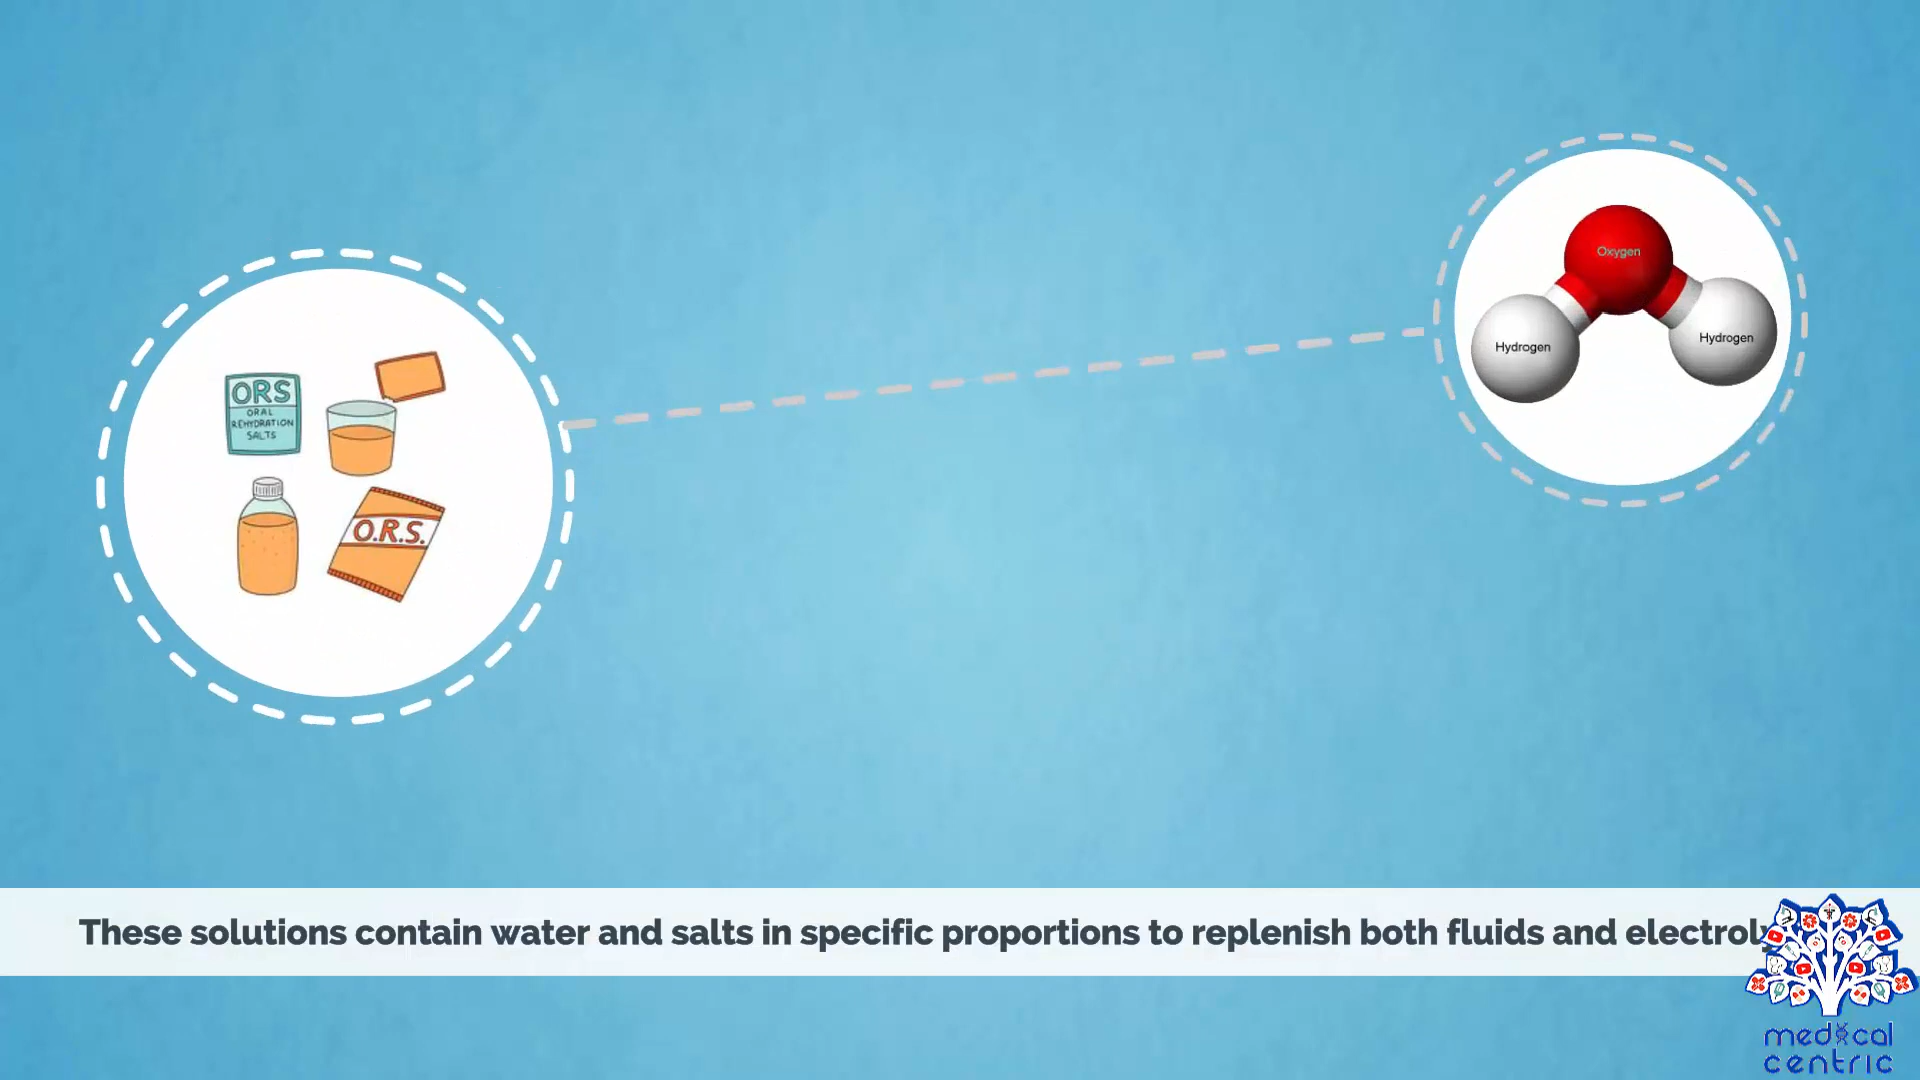 ORS
ORAL
REHYDRATION
SALTS
O.R.S.
Oxygen
Hydrogen
Hydrogen
These solutions contain water and salts in specific proportions to replenish both fluids and
medical
centric